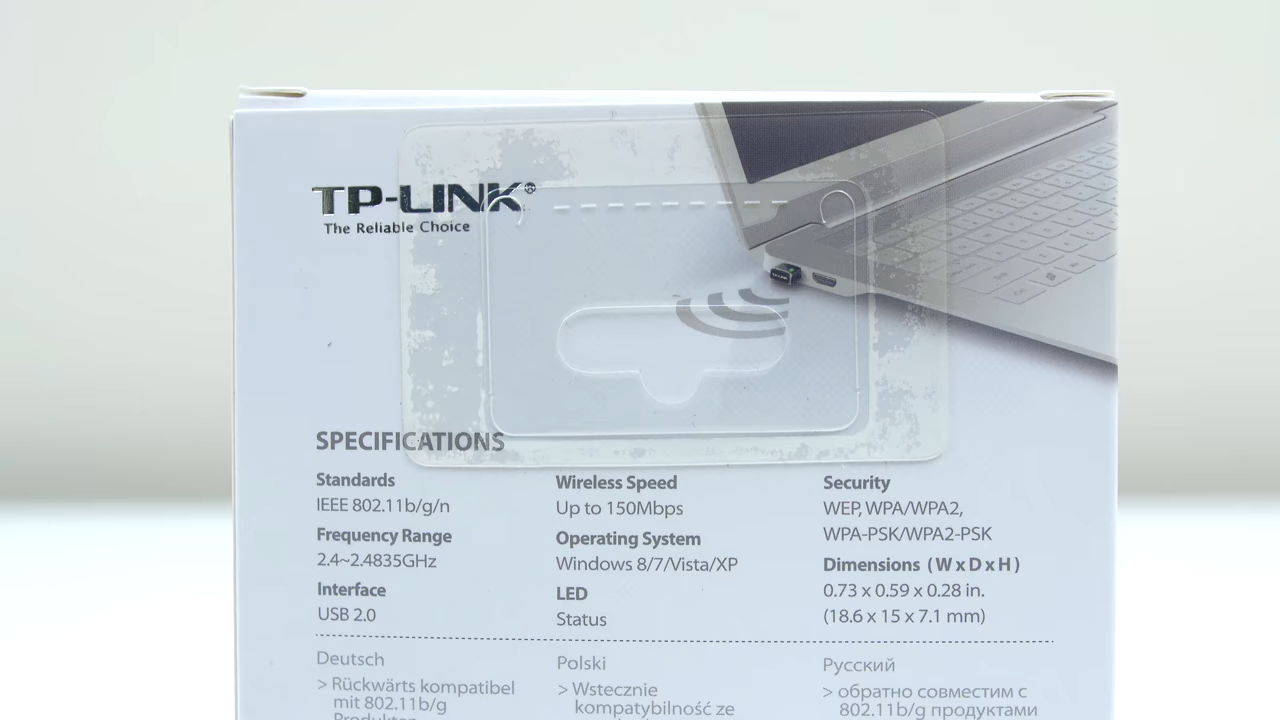 TP-LINK®
The Reliable Choice
TP-LINK
SPECIFICATIONS
Standards
IEEE 802.11b/g/n
Frequency Range
2.4~2.4835GHz
Interface
USB 2.0
Wireless Speed
Up to 150Mbps
Operating System
Windows 8/7/Vista/XP
LED
Status
Security
WEP, WPA/WPA2,
WPA-PSK/WPA2-PSK
Dimensions ( W x D x H )
0.73 x 0.59 x 0.28 in.
(18.6 x 15 x 7.1 mm)
Deutsch
> Rückwärts kompatibel
mit 802.11b/g
Produkten
Polski
> Wstecznie
kompatybilność ze
Русский
> обратно совместим с
802.11b/g продуктами